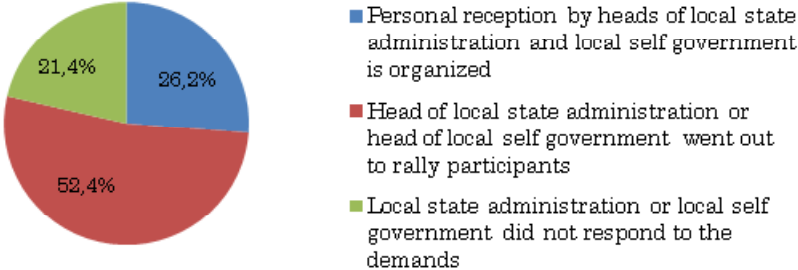 21,4%
26,2%
52,4%
Personal reception by heads of local state
administration and local self government
is organized
Head of local state administration or
head of local self government went out
to rally participants
Local state administration or local self
government did not respond to the
demands